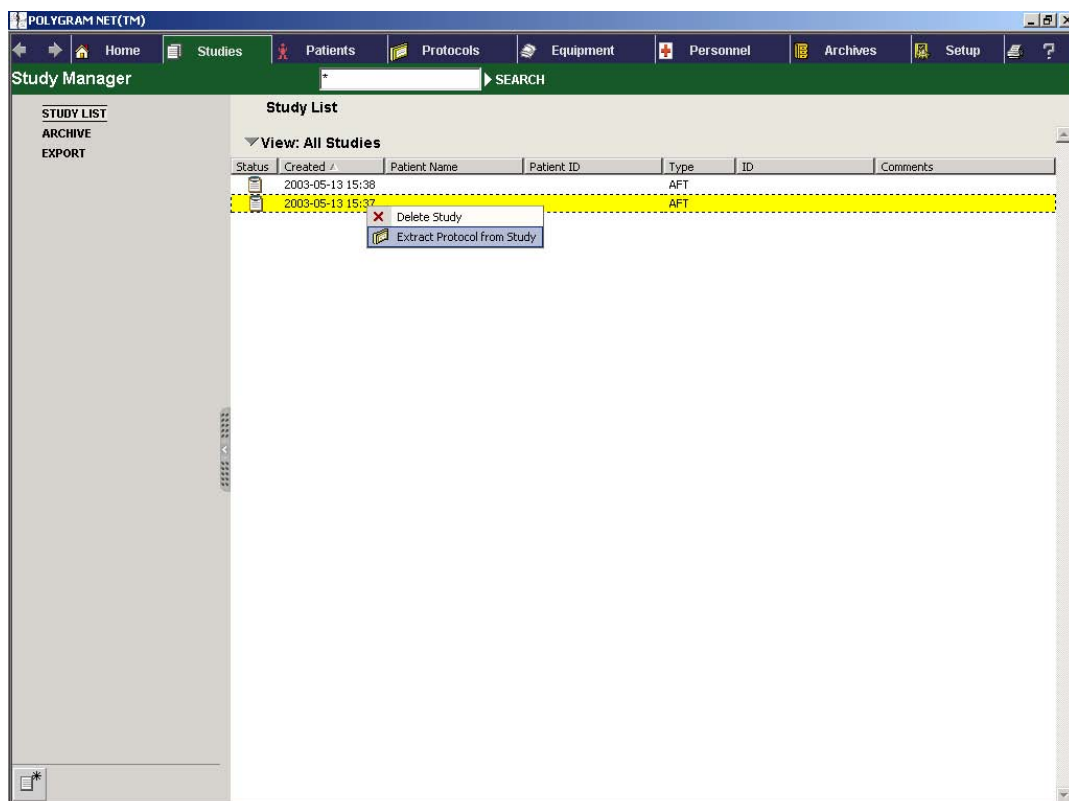 POLYGRAM NET(TM)
Home Studies Patients Protocols Equipment Personnel Archives Setup ?
Study Manager * SEARCH
STUDY LIST
ARCHIVE
EXPORT
Study List
View: All Studies
Status Created Patient Name Patient ID Type ID Comments
2003-05-13 15:38 AFT
2003-05-13 15:37 AFT
Delete Study
Extract Protocol from Study